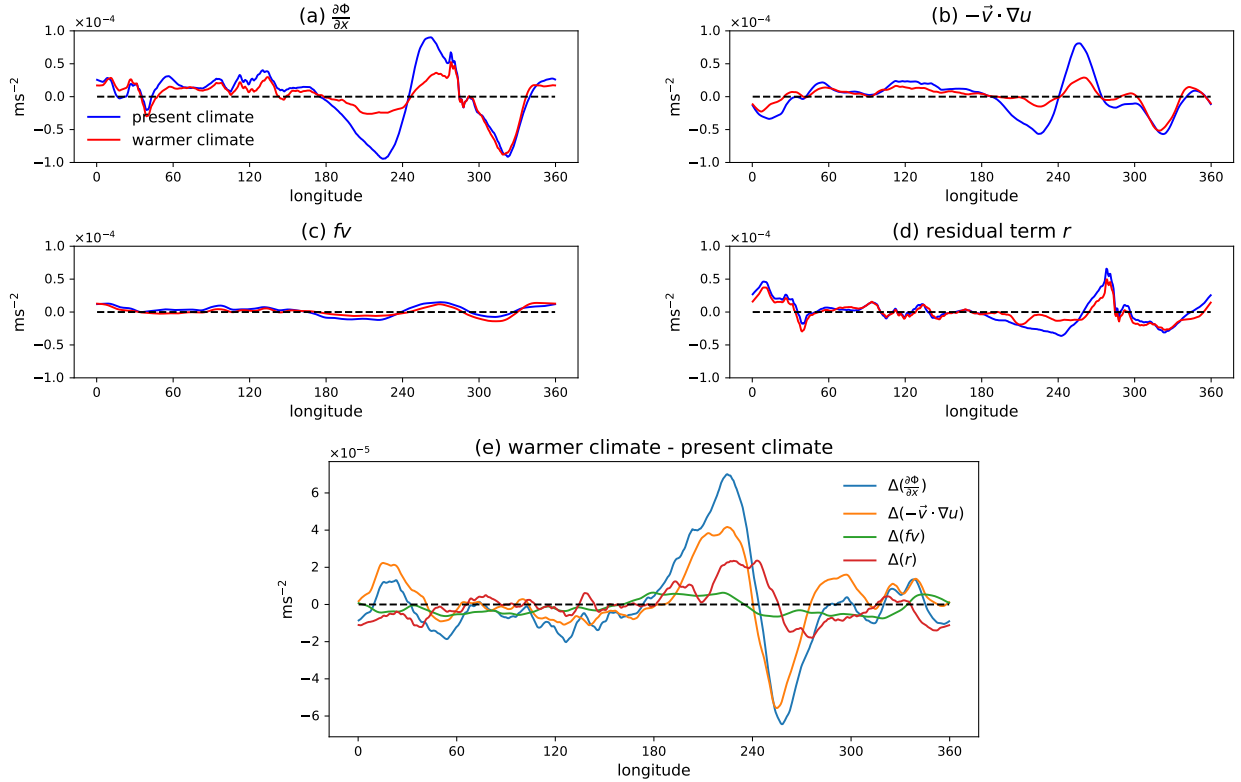 (a) ∂Φ/∂x
×10⁻⁴
1.0
0.5
0.0
−0.5
−1.0
ms⁻²
present climate
warmer climate
0 60 120 180 240 300 360
longitude
(b) −v⃗ · ∇u
×10⁻⁴
1.0
0.5
0.0
−0.5
−1.0
ms⁻²
0 60 120 180 240 300 360
longitude
(c) fv
×10⁻⁴
1.0
0.5
0.0
−0.5
−1.0
ms⁻²
0 60 120 180 240 300 360
longitude
(d) residual term r
×10⁻⁴
1.0
0.5
0.0
−0.5
−1.0
ms⁻²
0 60 120 180 240 300 360
longitude
(e) warmer climate - present climate
×10⁻⁵
6
4
2
0
−2
−4
−6
ms⁻²
Δ(∂Φ/∂x)
Δ(−v⃗ · ∇u)
Δ(fv)
Δ(r)
0 60 120 180 240 300 360
longitude